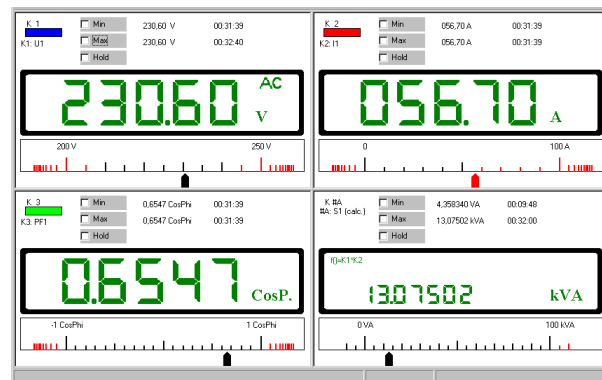 K 1
Min
230,60 V
00:31:39
K1: U1
Max
230,60 V
00:32:40
Hold
230.60
AC
V
200 V
250 V
K 2
Min
056,70 A
00:31:39
K2: I1
Max
056,70 A
00:31:39
Hold
056.70
A
0
100 A
K 3
Min
0,6547 CosPhi
00:31:39
K3: PF1
Max
0,6547 CosPhi
00:31:39
Hold
0.6547
CosP.
-1 CosPhi
1 CosPhi
K #A
Min
4,358340 VA
00:09:48
#A: S1 (calc.)
Max
13,07502 kVA
00:32:00
Hold
f()=K1*K2
13.07502
kVA
0 VA
100 kVA